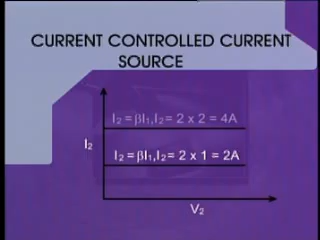 CURRENT CONTROLLED CURRENT
SOURCE
I₂ = βI₁,I₂ = 2 x 2 = 4A
I₂
I₂ = βI₁,I₂ = 2 x 1 = 2A
V₂